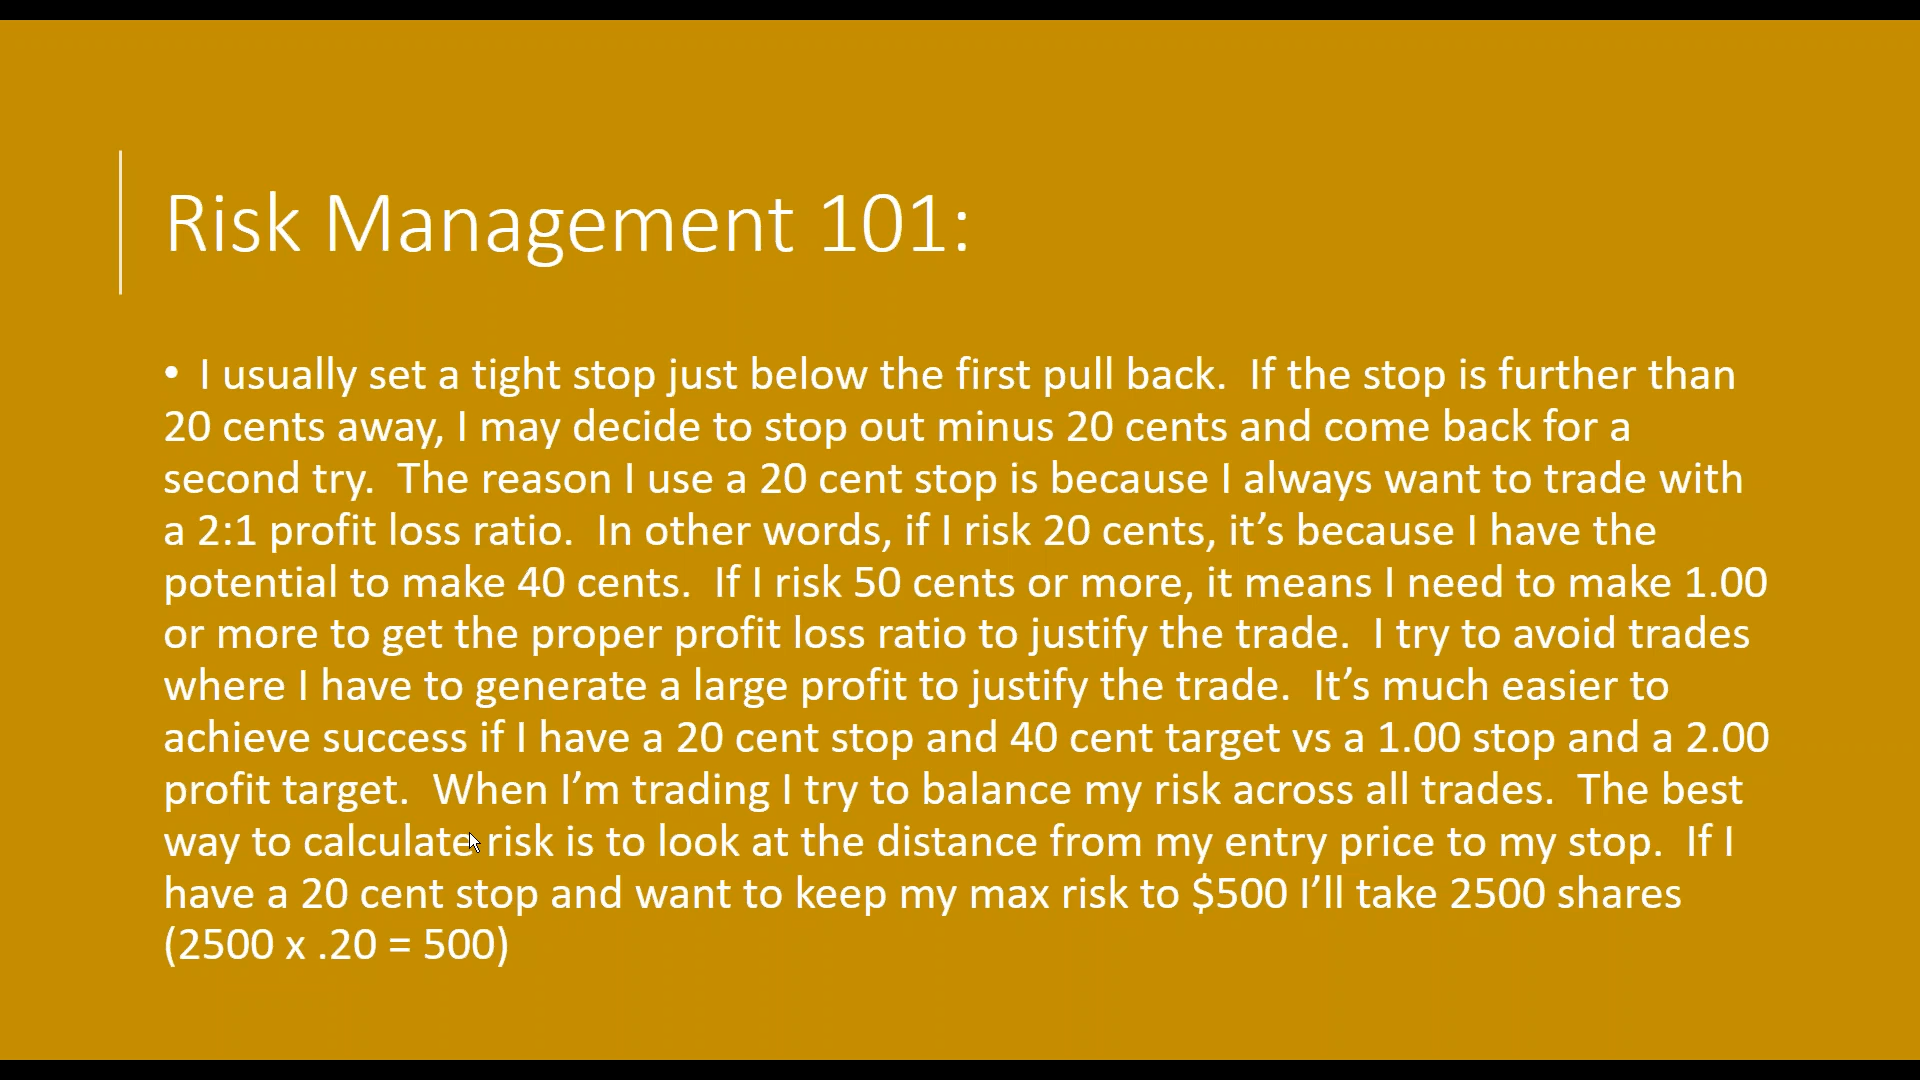 Risk Management 101:
• I usually set a tight stop just below the first pull back.  If the stop is further than
20 cents away, I may decide to stop out minus 20 cents and come back for a
second try.  The reason I use a 20 cent stop is because I always want to trade with
a 2:1 profit loss ratio.  In other words, if I risk 20 cents, it’s because I have the
potential to make 40 cents.  If I risk 50 cents or more, it means I need to make 1.00
or more to get the proper profit loss ratio to justify the trade.  I try to avoid trades
where I have to generate a large profit to justify the trade.  It’s much easier to
achieve success if I have a 20 cent stop and 40 cent target vs a 1.00 stop and a 2.00
profit target.  When I’m trading I try to balance my risk across all trades.  The best
way to calculate risk is to look at the distance from my entry price to my stop.  If I
have a 20 cent stop and want to keep my max risk to $500 I’ll take 2500 shares
(2500 x .20 = 500)